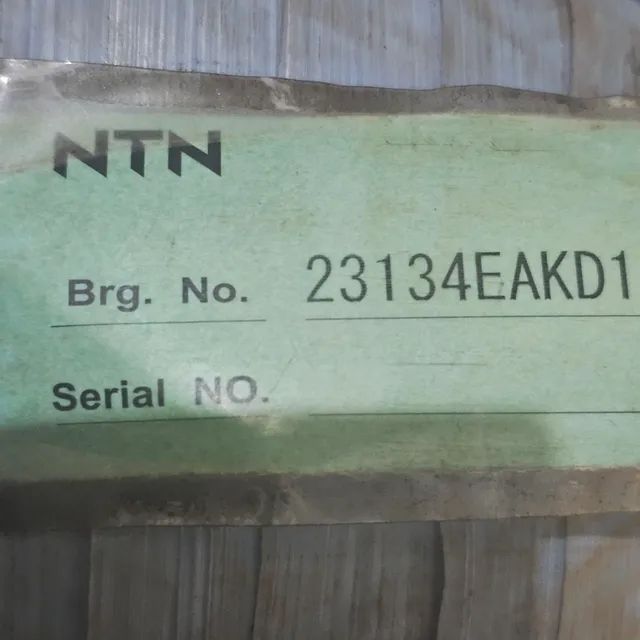 NTN
Brg. No. 23134EAKD1
Serial NO.